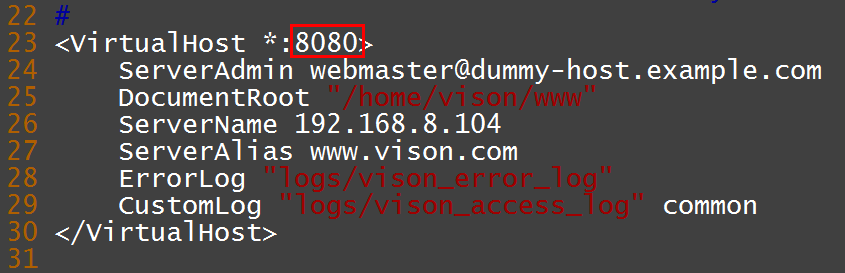 22 #
23 <VirtualHost *:8080>
24     ServerAdmin webmaster@dummy-host.example.com
25     DocumentRoot "/home/vison/www"
26     ServerName 192.168.8.104
27     ServerAlias www.vison.com
28     ErrorLog "logs/vison_error_log"
29     CustomLog "logs/vison_access_log" common
30 </VirtualHost>
31